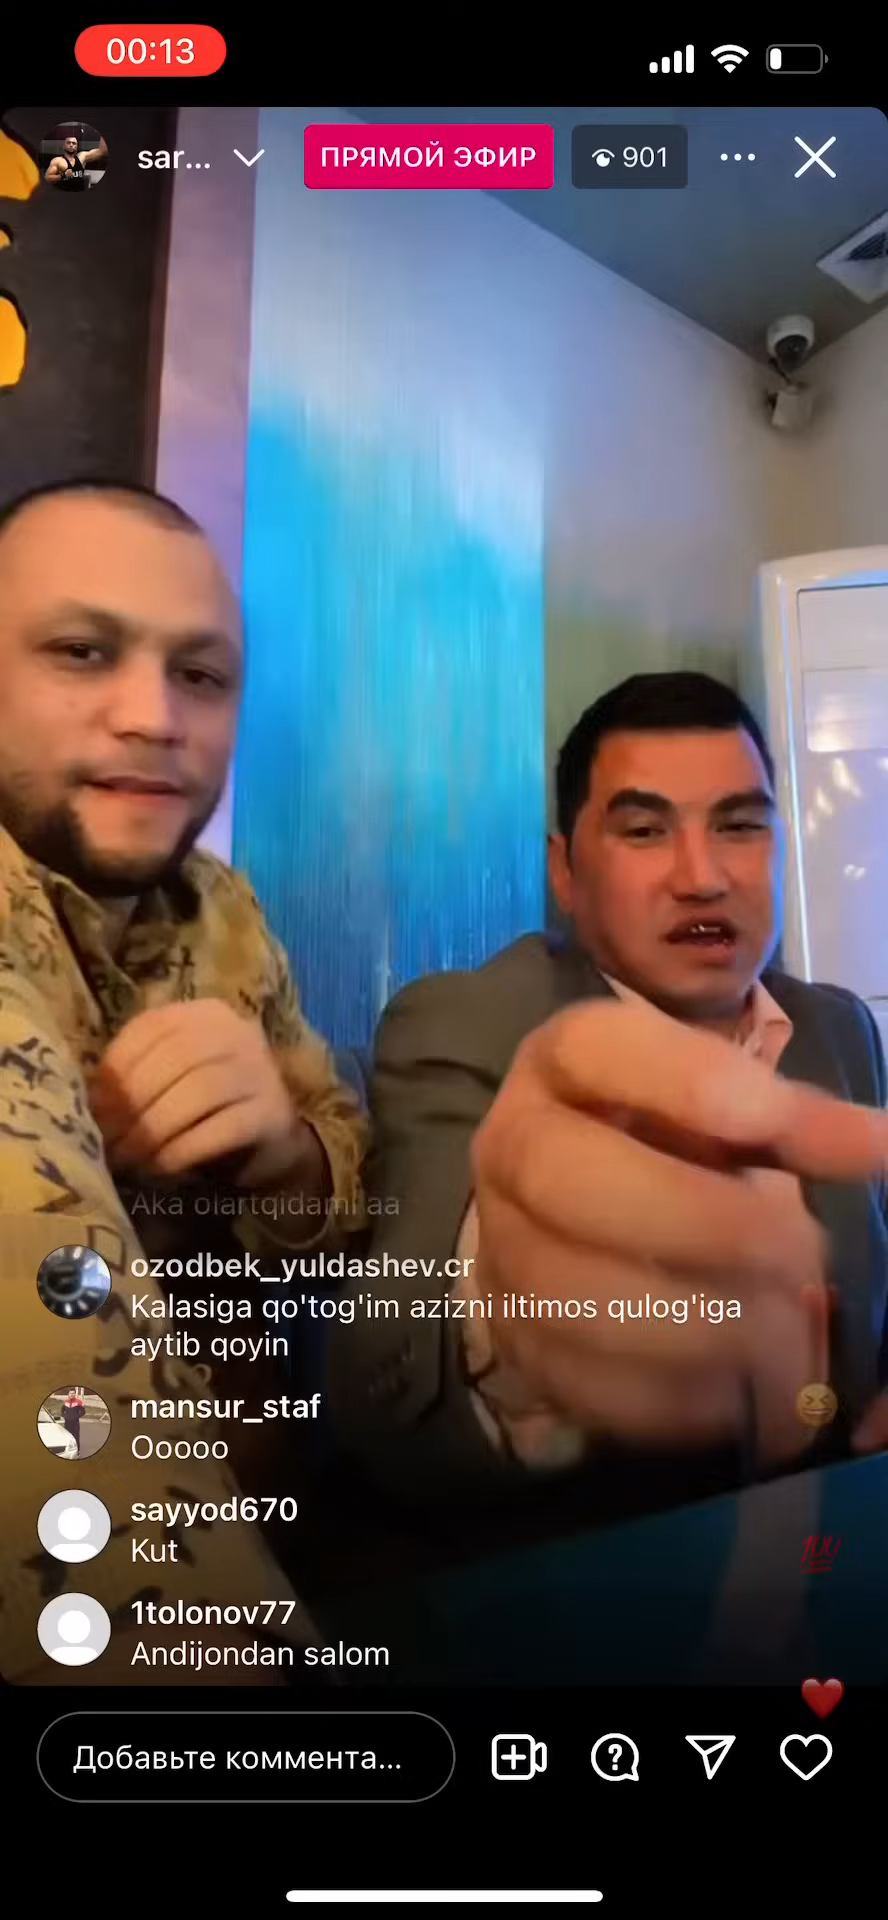 00:13
sar...
ПРЯМОЙ ЭФИР
901
Aka olartqidami aa
ozodbek_yuldashev.cr
Kalasiga qo'tog'im azizni iltimos qulog'iga
aytib qoyin
mansur_staf
Ooooo
sayyod670
Kut
1tolonov77
Andijondan salom
Добавьте коммента...